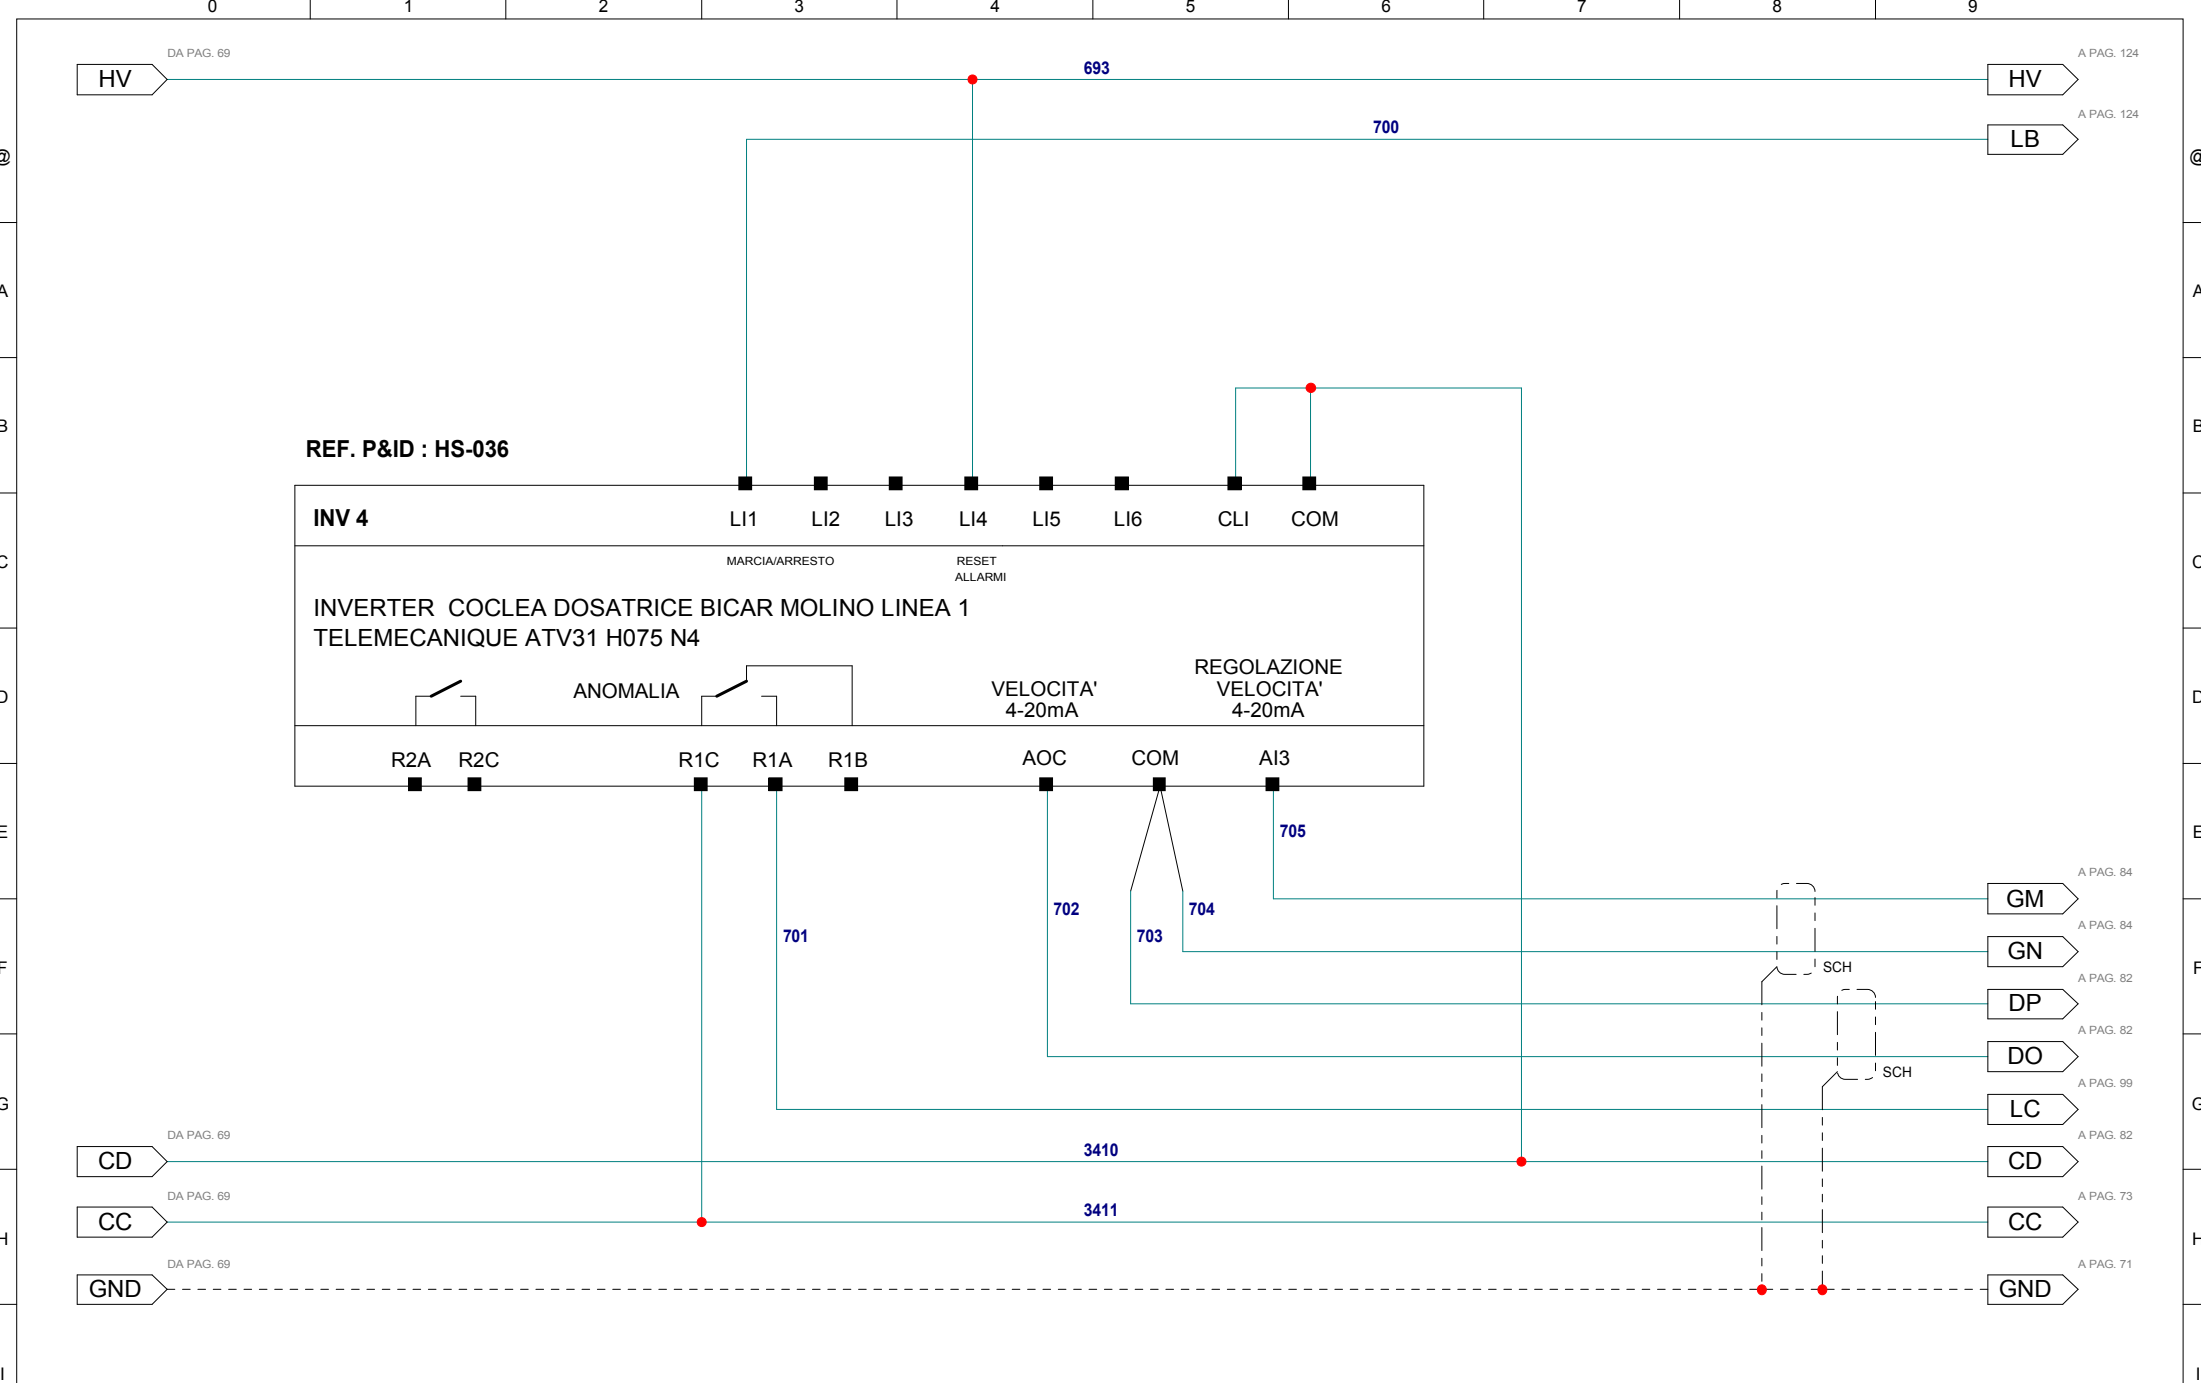 0 1 2 3 4 5 6 7 8 9
DA PAG. 69
A PAG. 124
HV
693
HV
A PAG. 124
700
LB
@
@
A
A
B
B
REF. P&ID : HS-036
INV 4
LI1 LI2 LI3 LI4 LI5 LI6 CLI COM
C
C
MARCIA/ARRESTO
RESET
ALLARMI
INVERTER COCLEA DOSATRICE BICAR MOLINO LINEA 1
TELEMECANIQUE ATV31 H075 N4
D
D
ANOMALIA
VELOCITA'
4-20mA
REGOLAZIONE
VELOCITA'
4-20mA
R2A R2C R1C R1A R1B AOC COM AI3
E
E
705
A PAG. 84
GM
702
704
A PAG. 84
701
703
GN
F
F
SCH
A PAG. 82
DP
A PAG. 82
DO
SCH
A PAG. 99
G
G
LC
DA PAG. 69
A PAG. 82
CD
3410
CD
DA PAG. 69
A PAG. 73
CC
3411
CC
H
H
DA PAG. 69
A PAG. 71
GND
GND
I
I